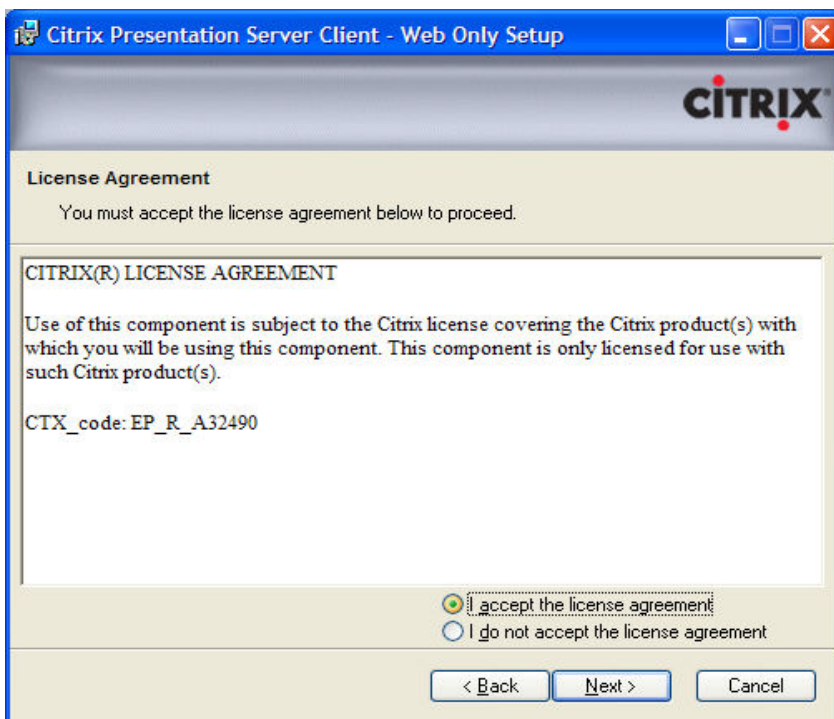 Citrix Presentation Server Client - Web Only Setup
CITRIX
License Agreement
You must accept the license agreement below to proceed.
CITRIX(R) LICENSE AGREEMENT
Use of this component is subject to the Citrix license covering the Citrix product(s) with
which you will be using this component. This component is only licensed for use with
such Citrix product(s).
CTX_code: EP_R_A32490
I accept the license agreement
I do not accept the license agreement
< Back
Next >
Cancel